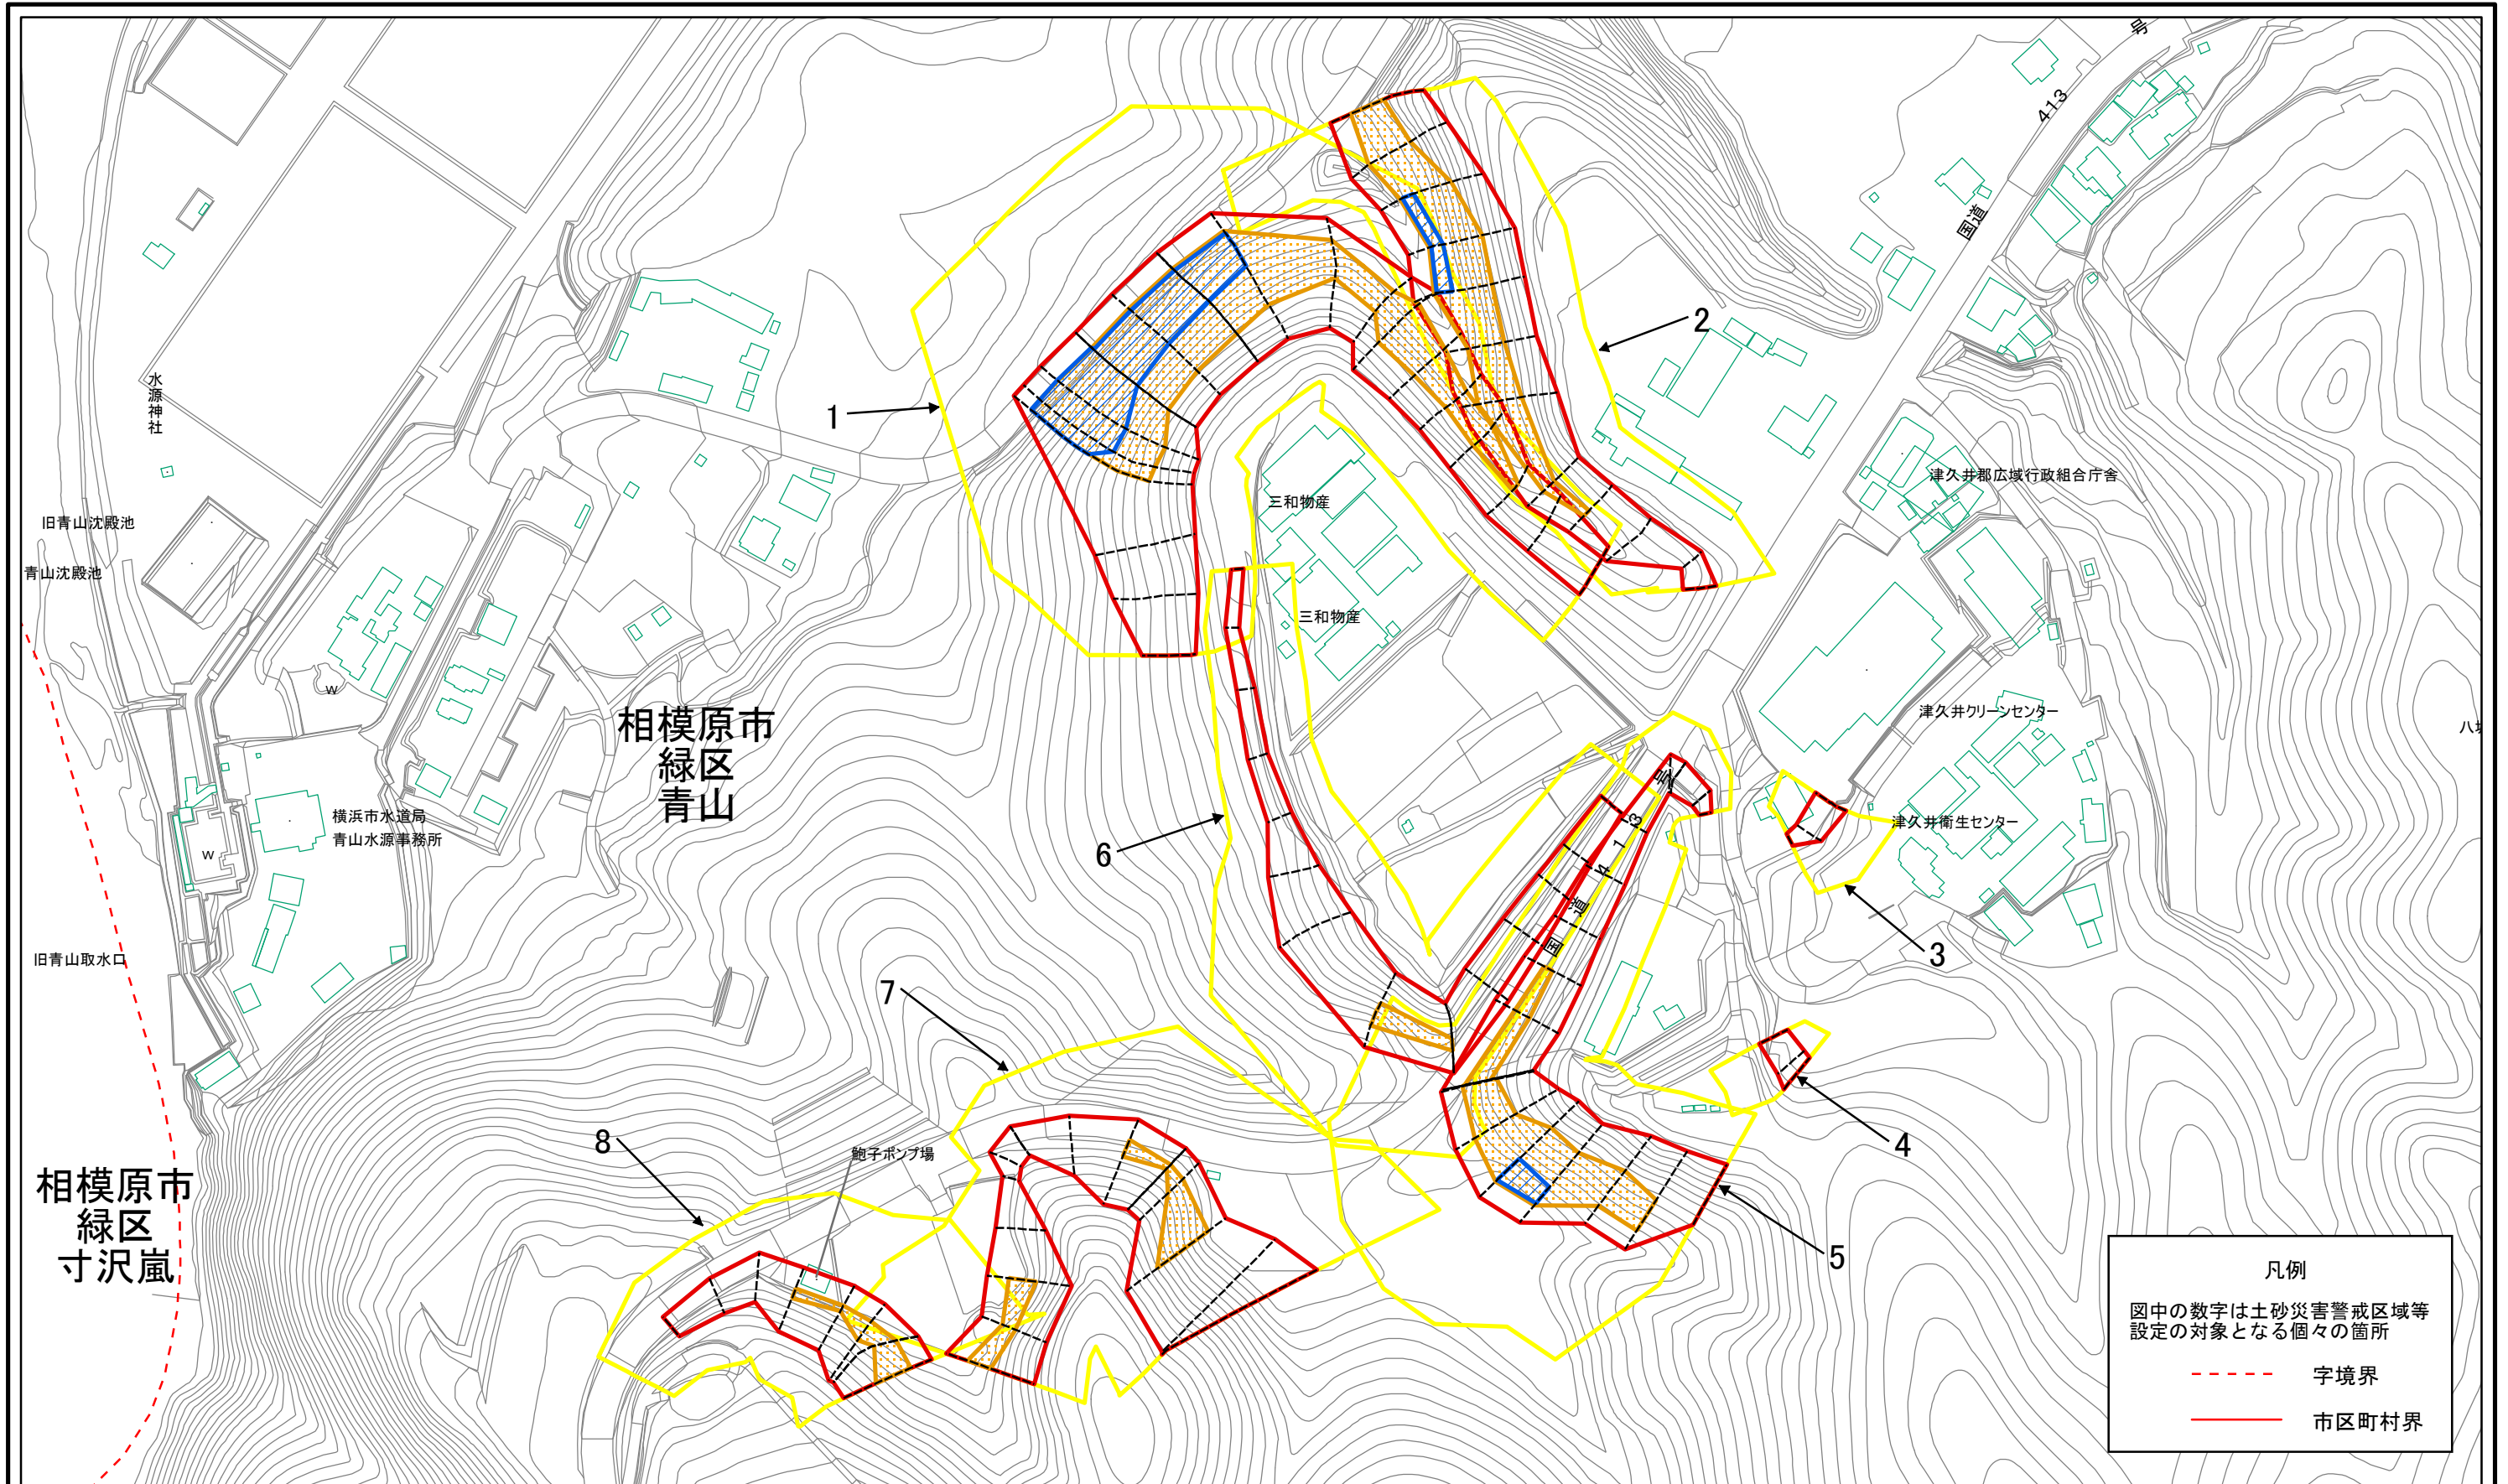 号
413
国道
2
水
源
神
社
1
津久井郡広域行政組合庁舎
三和物産
旧青山沈殿池
青山沈殿池
三和物産
W
相模原市
緑区
青山
津久井クリーンセンター
号
3
1
4
道
国
横浜市水道局
青山水源事務所
津久井衛生センター
W
6
3
旧青山取水口
7
8
鮑子ポンプ場
4
相模原市
緑区
寸沢嵐
5
凡例
図中の数字は土砂災害警戒区域等
設定の対象となる個々の箇所
字境界
市区町村界